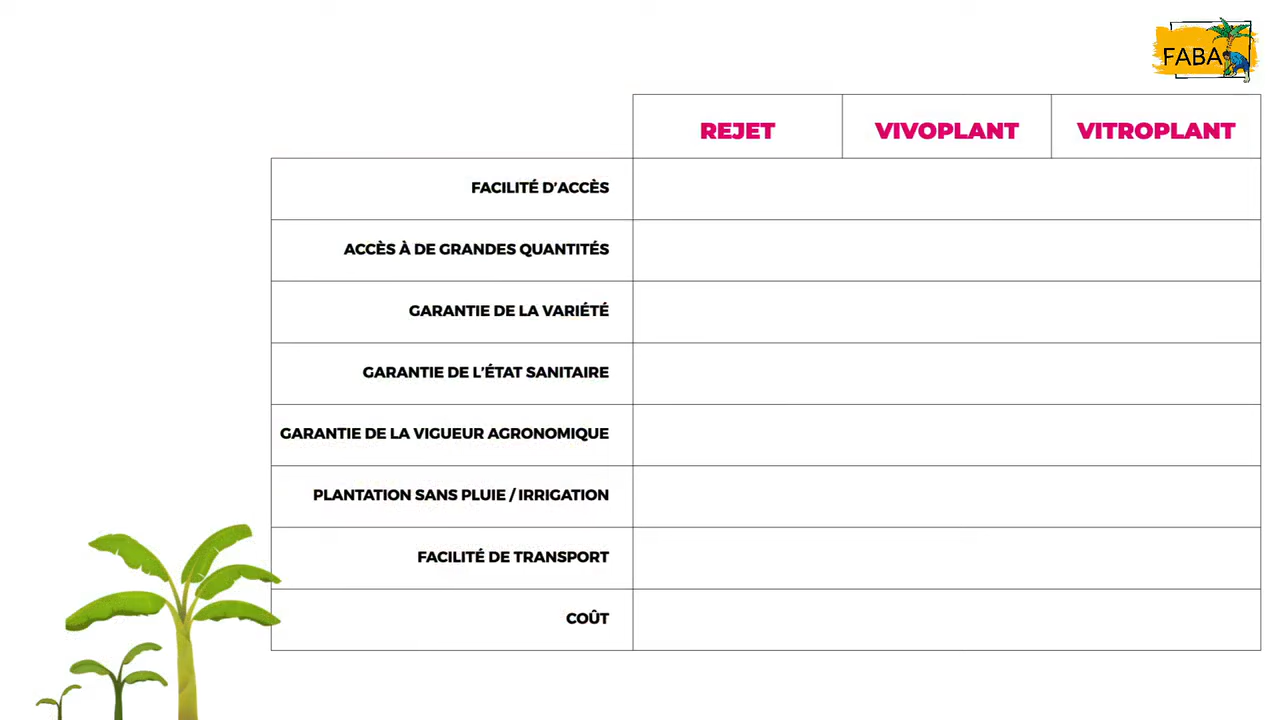 FABA
REJET VIVOPLANT VITROPLANT
FACILITÉ D'ACCÈS
ACCÈS À DE GRANDES QUANTITÉS
GARANTIE DE LA VARIÉTÉ
GARANTIE DE L'ÉTAT SANITAIRE
GARANTIE DE LA VIGUEUR AGRONOMIQUE
PLANTATION SANS PLUIE / IRRIGATION
FACILITÉ DE TRANSPORT
COÛT